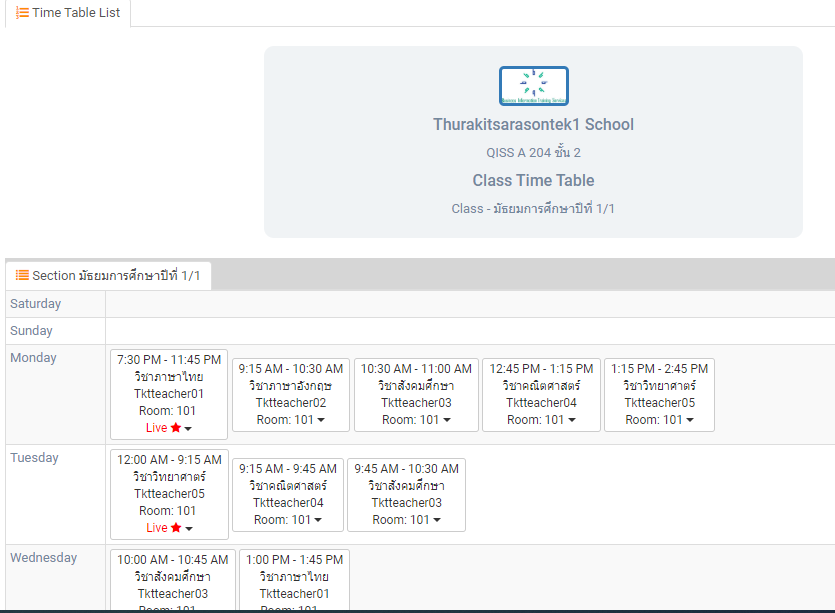 Time Table List
Thurakitsarasontek1 School
QISS A 204 ชั้น 2
Class Time Table
Class - มัธยมการศึกษาปีที่ 1/1
Section มัธยมการศึกษาปีที่ 1/1
Saturday
Sunday
Monday
7:30 PM - 11:45 PM
วิชาภาษาไทย
Tktteacher01
Room: 101
Live
9:15 AM - 10:30 AM
วิชาภาษาอังกฤษ
Tktteacher02
Room: 101
10:30 AM - 11:00 AM
วิชาสังคมศึกษา
Tktteacher03
Room: 101
12:45 PM - 1:15 PM
วิชาคณิตศาสตร์
Tktteacher04
Room: 101
1:15 PM - 2:45 PM
วิชาวิทยาศาตร์
Tktteacher05
Room: 101
Tuesday
12:00 AM - 9:15 AM
วิชาวิทยาศาตร์
Tktteacher05
Room: 101
Live
9:15 AM - 9:45 AM
วิชาคณิตศาสตร์
Tktteacher04
Room: 101
9:45 AM - 10:30 AM
วิชาสังคมศึกษา
Tktteacher03
Room: 101
Wednesday
10:00 AM - 10:45 AM
วิชาสังคมศึกษา
Tktteacher03
Room: 101
1:00 PM - 1:45 PM
วิชาภาษาไทย
Tktteacher01
Room: 101